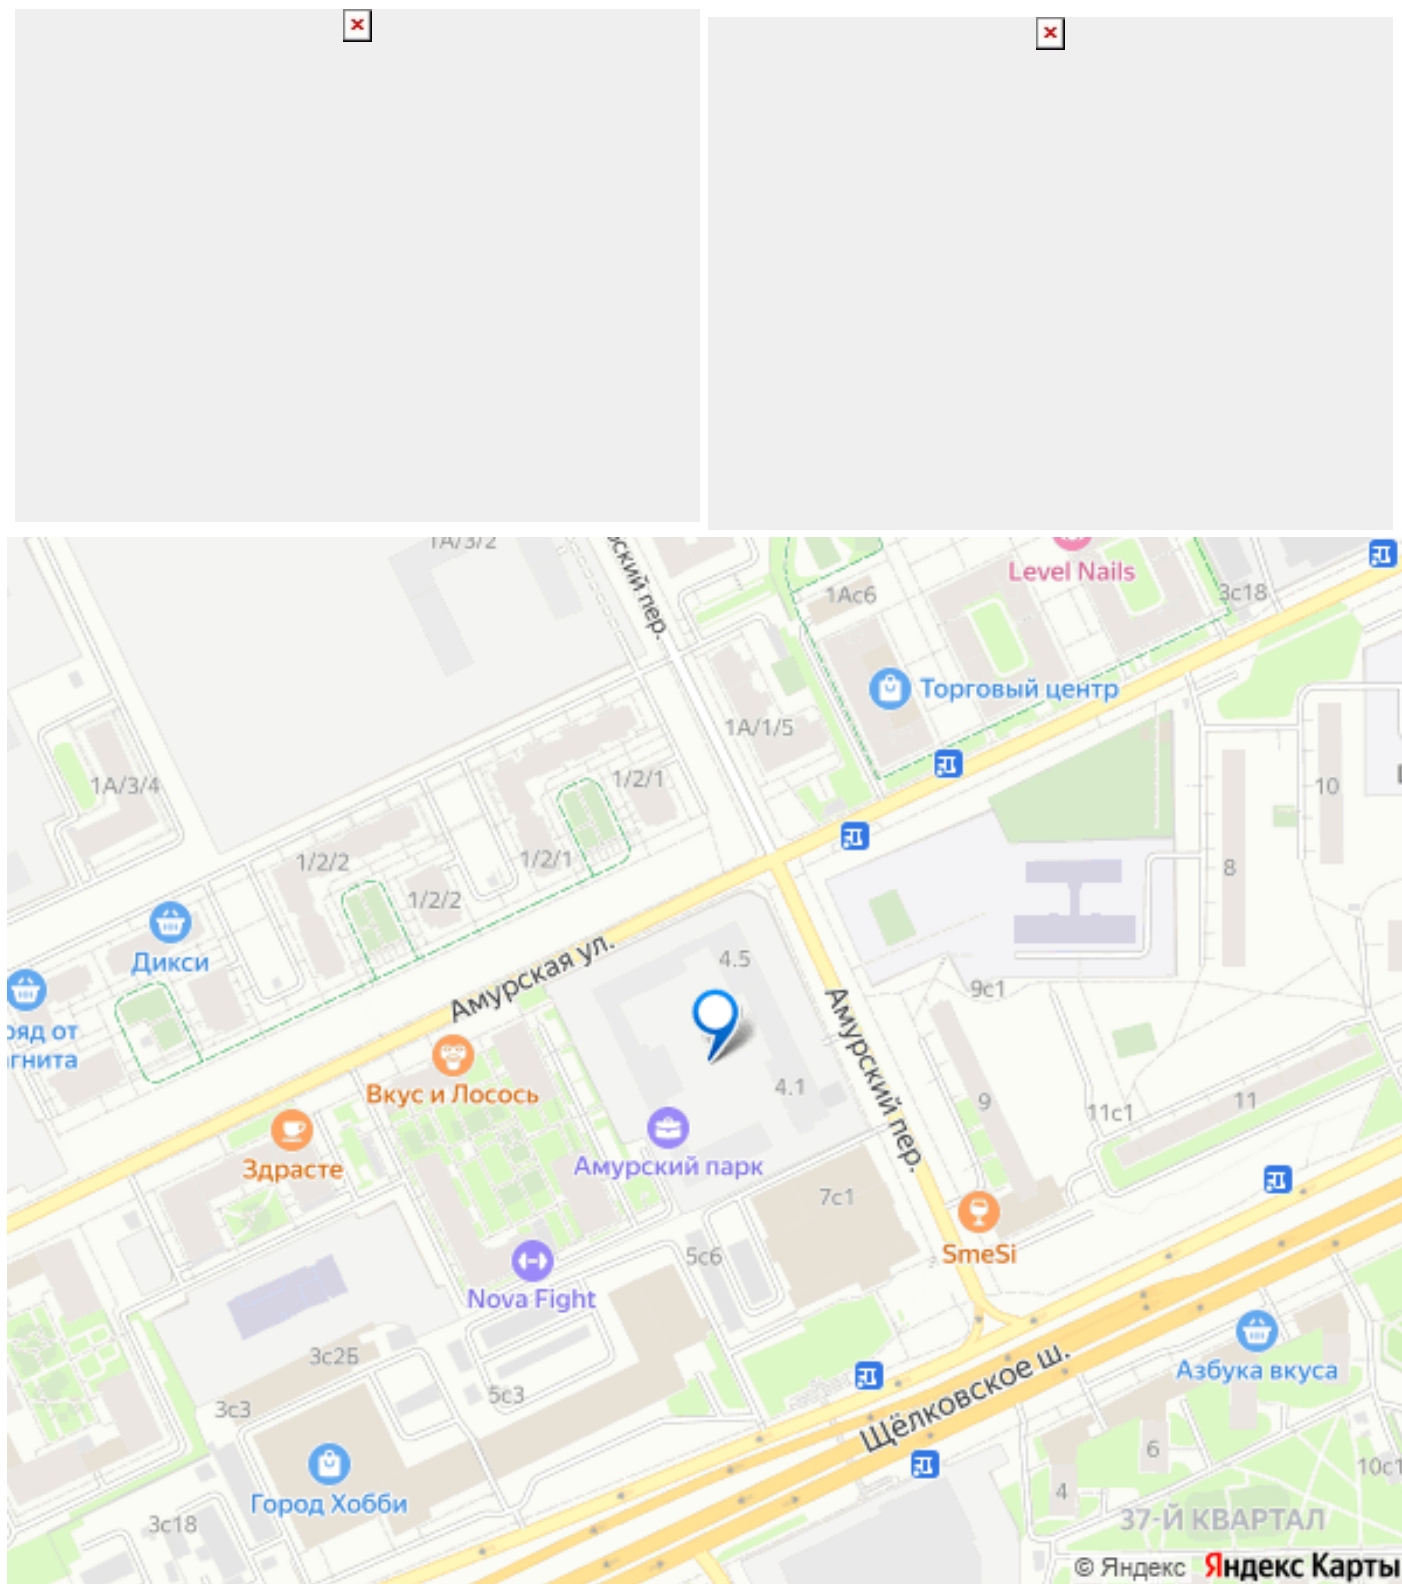 1А/3/2
Level Nails
1Ас6
3с18
Торговый центр
1А/1/5
1А/3/4
1/2/1
10
1/2/2
1/2/1
8
1/2/2
Дикси
Амурская ул.
4.5
9с1
Амурский пер.
Вкус и Лосось
4.1
9
11с1
11
Здрасте
Амурский парк
7с1
SmeSi
5с6
Nova Fight
3с2Б
Азбука вкуса
Щёлковское ш.
5с3
3с3
6
4
Город Хобби
3с18
37-Й КВАРТАЛ
© Яндекс Яндекс Карты